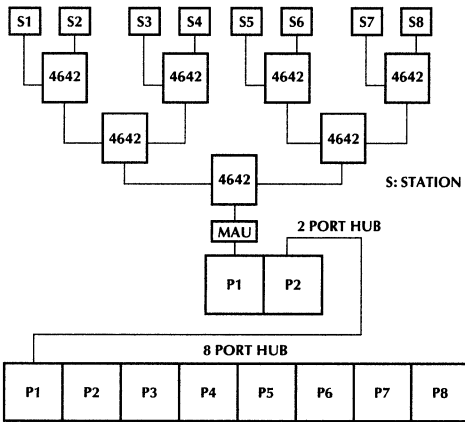 S1 S2 S3 S4 S5 S6 S7 S8
4642 4642 4642 4642
4642 4642
4642
S: STATION
MAU
2 PORT HUB
P1 P2
8 PORT HUB
P1 P2 P3 P4 P5 P6 P7 P8